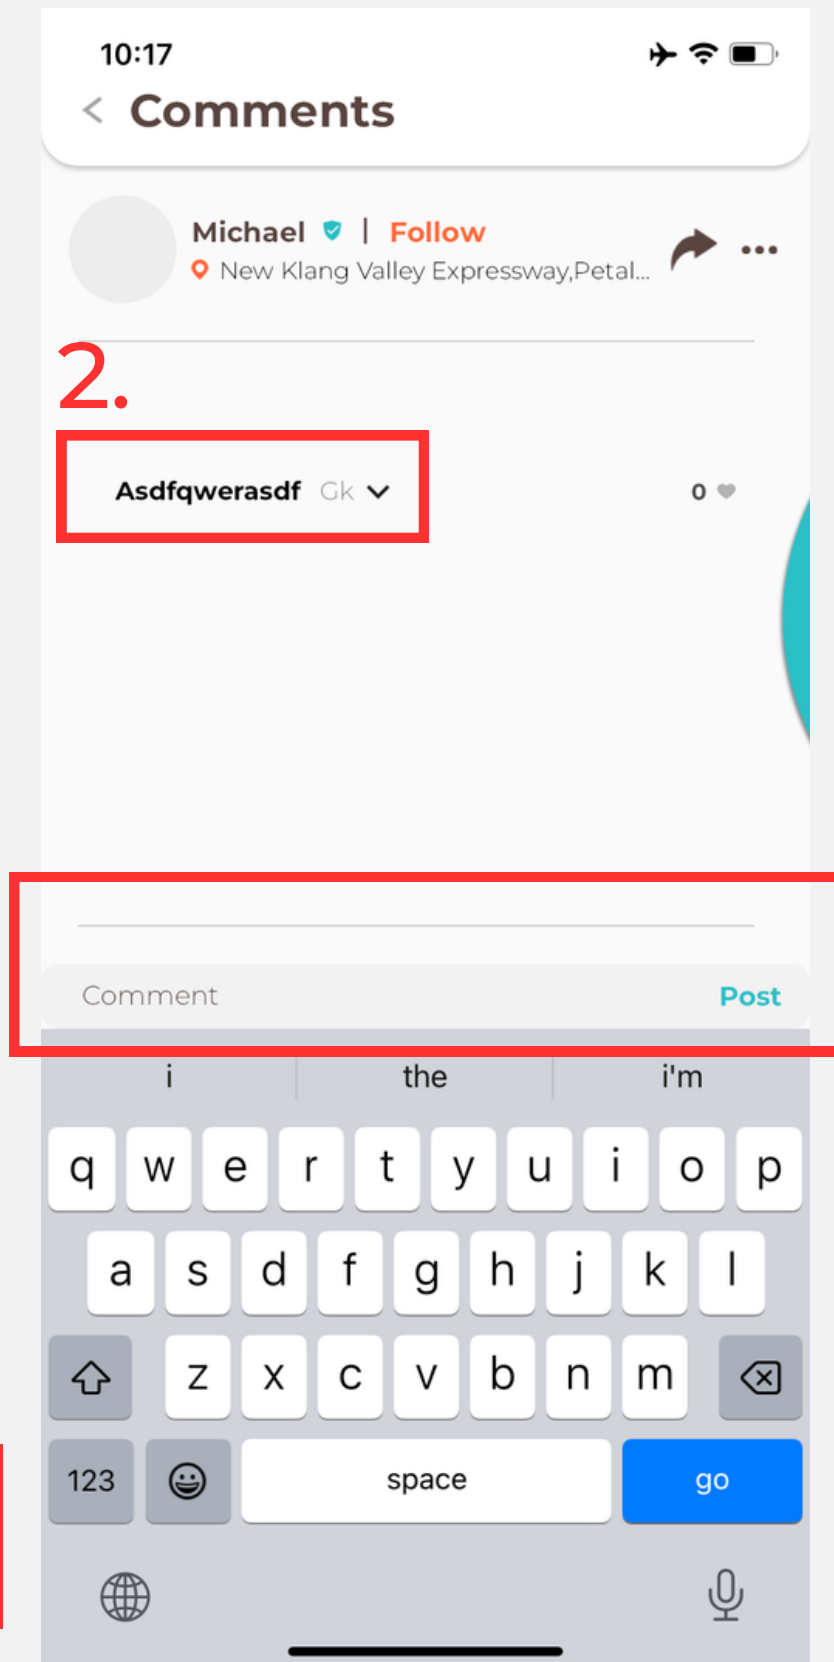 10:17
< Comments
Michael | Follow
New Klang Valley Expressway,Petal...
2.
Asdfqwerasdf Gk 0
Comment Post
i the i'm
q w e r t y u i o p
a s d f g h j k l
z x c v b n m
123 space go